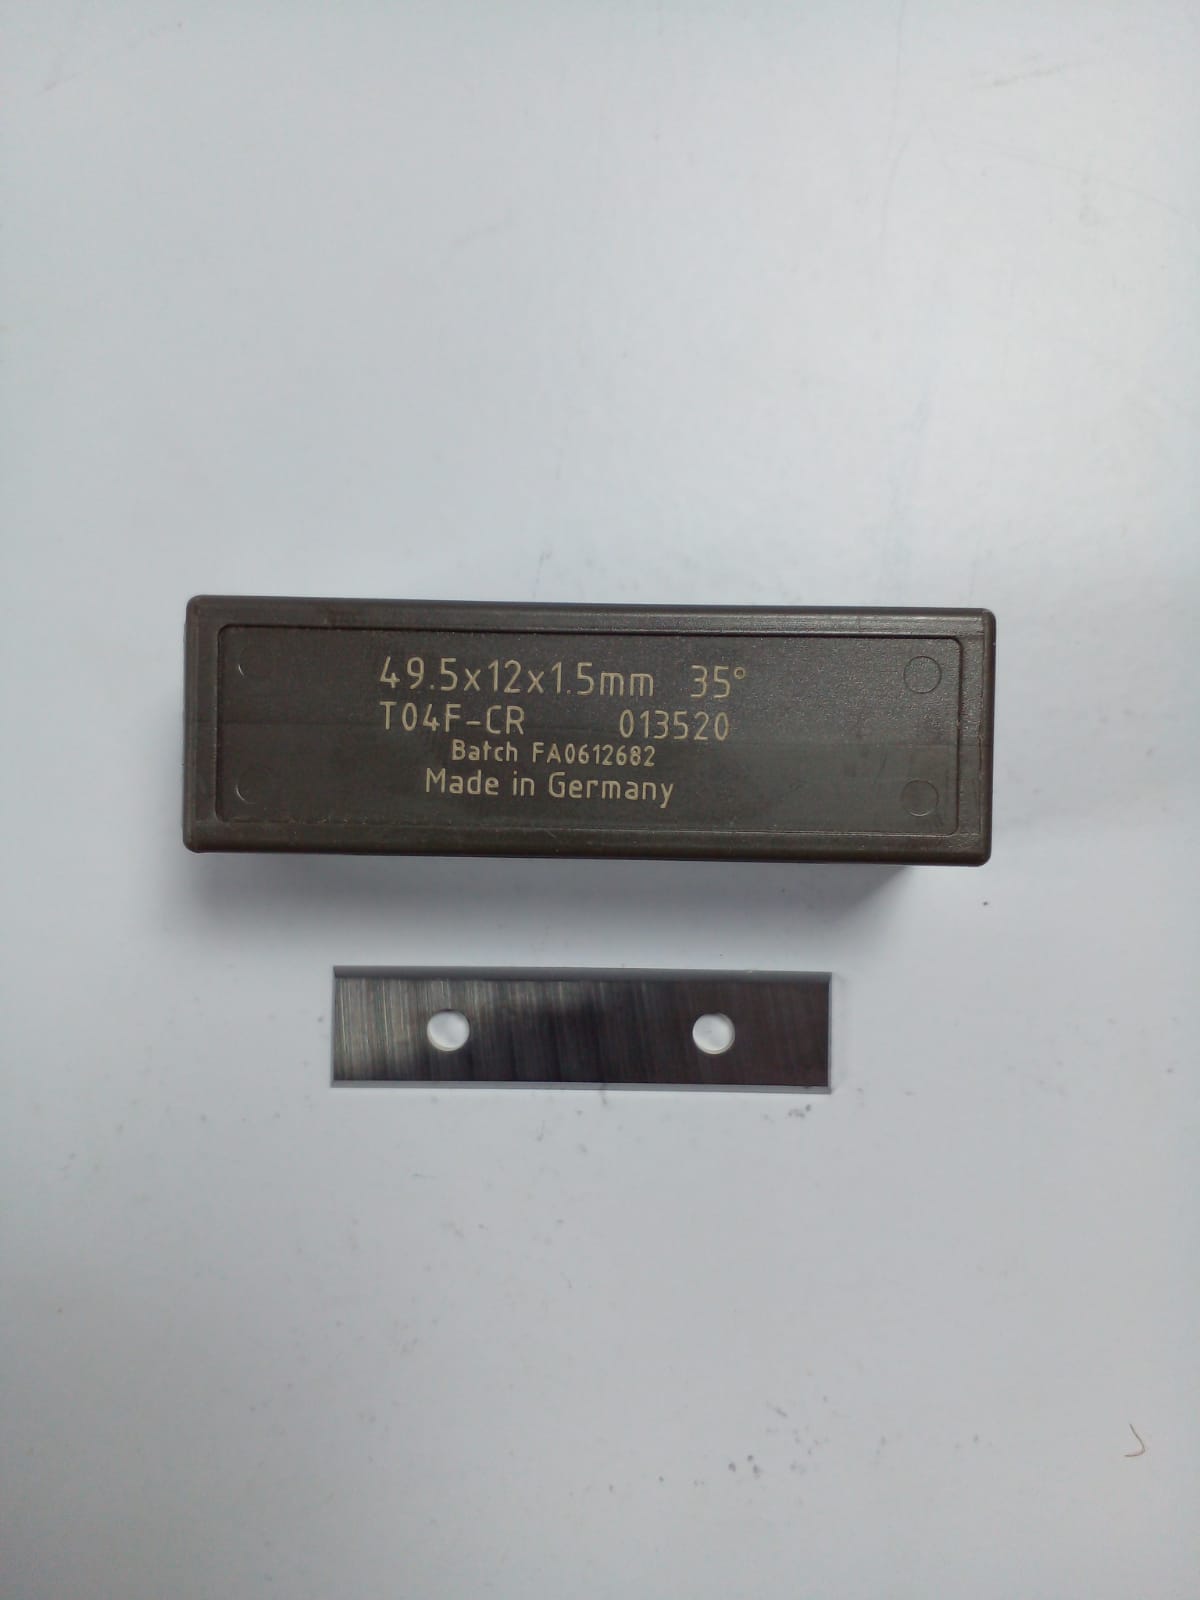 49.5x12x1.5mm 35°
T04F-CR 013520
Batch FA0612682
Made in Germany